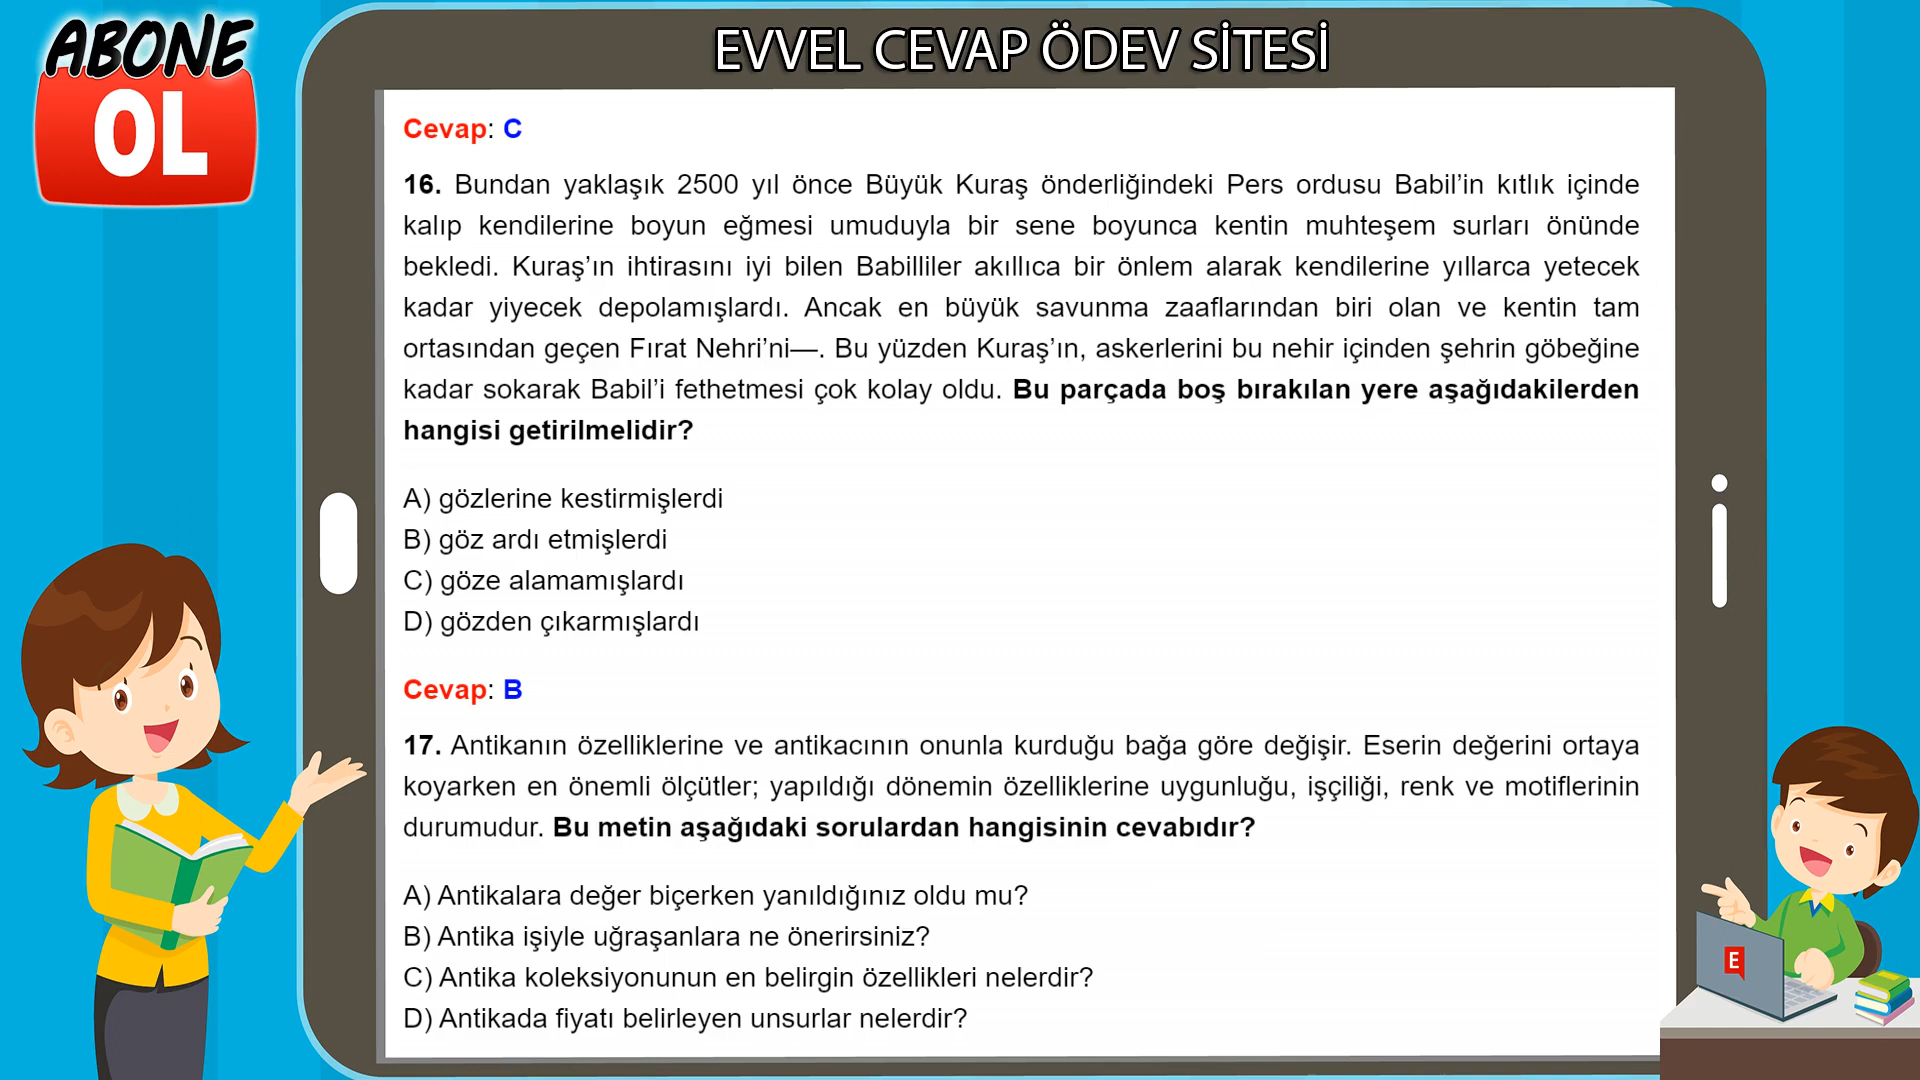 ABONE
OL
EVVEL CEVAP ÖDEV SİTESİ
Cevap: C
16. Bundan yaklaşık 2500 yıl önce Büyük Kuraş önderliğindeki Pers ordusu Babil’in kıtlık içinde
kalıp kendilerine boyun eğmesi umuduyla bir sene boyunca kentin muhteşem surları önünde
bekledi. Kuraş’ın ihtirasını iyi bilen Babilliler akıllıca bir önlem alarak kendilerine yıllarca yetecek
kadar yiyecek depolamışlardı. Ancak en büyük savunma zaaflarından biri olan ve kentin tam
ortasından geçen Fırat Nehri’ni—. Bu yüzden Kuraş’ın, askerlerini bu nehir içinden şehrin göbeğine
kadar sokarak Babil’i fethetmesi çok kolay oldu. Bu parçada boş bırakılan yere aşağıdakilerden
hangisi getirilmelidir?
A) gözlerine kestirmişlerdi
B) göz ardı etmişlerdi
C) göze alamamışlardı
D) gözden çıkarmışlardı
Cevap: B
17. Antikanın özelliklerine ve antikacının onunla kurduğu bağa göre değişir. Eserin değerini ortaya
koyarken en önemli ölçütler; yapıldığı dönemin özelliklerine uygunluğu, işçiliği, renk ve motiflerinin
durumudur. Bu metin aşağıdaki sorulardan hangisinin cevabıdır?
A) Antikalara değer biçerken yanıldığınız oldu mu?
B) Antika işiyle uğraşanlara ne önerirsiniz?
C) Antika koleksiyonunun en belirgin özellikleri nelerdir?
D) Antikada fiyatı belirleyen unsurlar nelerdir?
E